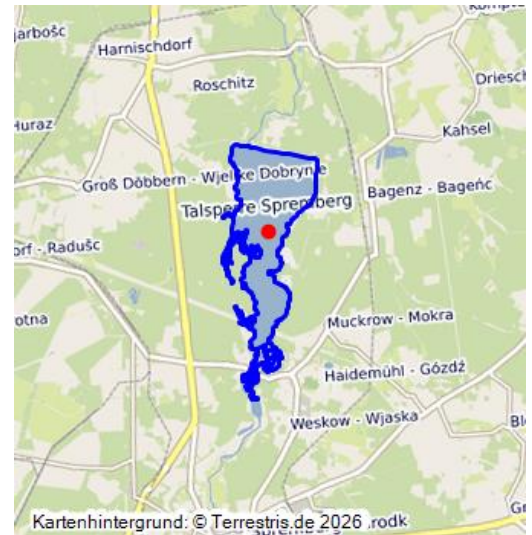 jarbošc
Harnischdorf
Roschitz
Driesch
Huraz
Kahsel
Groß Döbbern - Wjelike Dobrynje
Bagenz - Bageńc
Talsperre Spremberg
orf - Radušc
Muckrow - Mokra
Haidemühl - Gózdź
Weskow - Wjaska
Kartenhintergrund: © Terrestris.de 2026
rodk